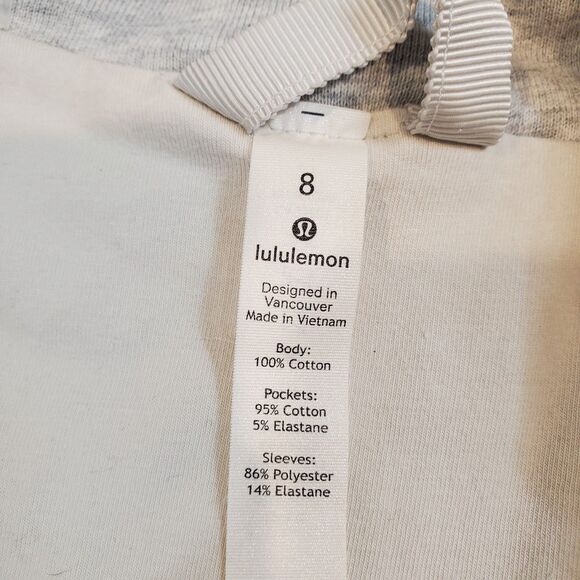 8
lululemon
Designed in
Vancouver
Made in Vietnam
Body:
100% Cotton
Pockets:
95% Cotton
5% Elastane
Sleeves:
86% Polyester
14% Elastane